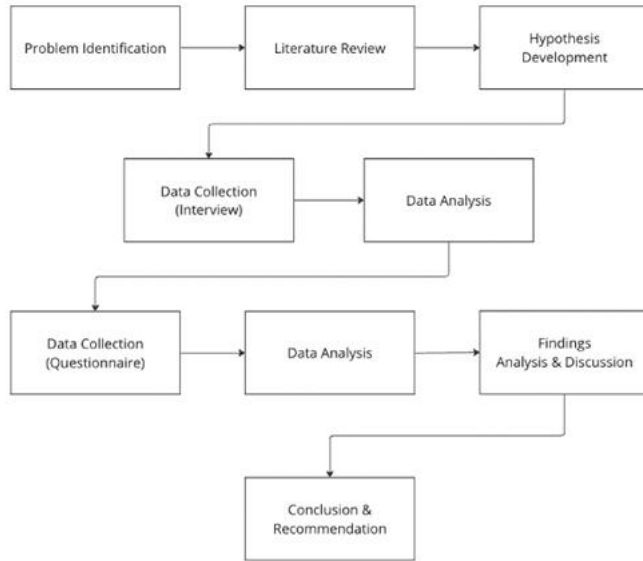 Problem Identification
Literature Review
Hypothesis
Development
Data Collection
(Interview)
Data Analysis
Data Collection
(Questionnaire)
Data Analysis
Findings
Analysis & Discussion
Conclusion &
Recommendation